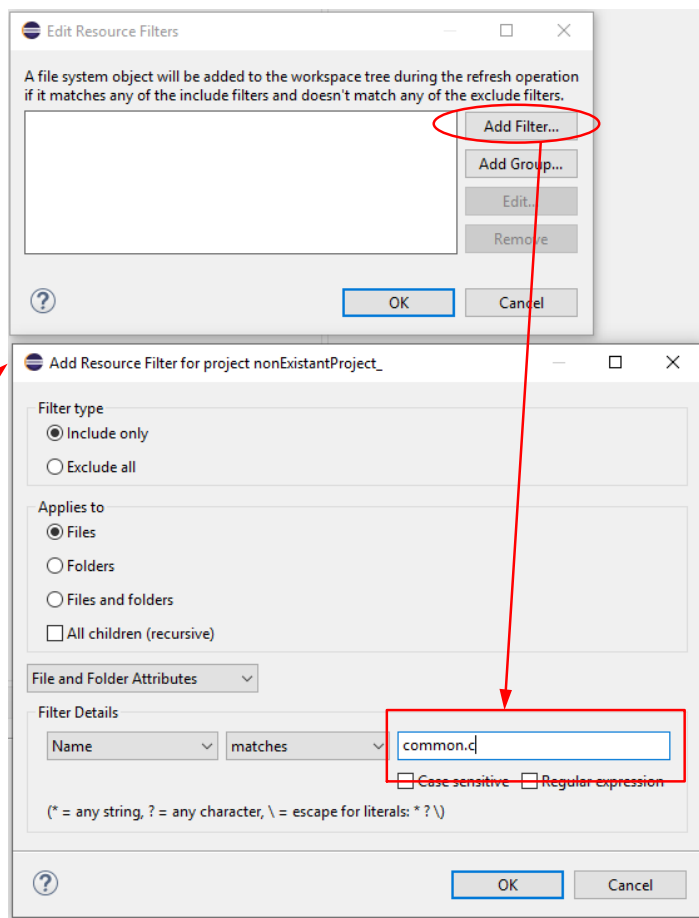 Edit Resource Filters
A file system object will be added to the workspace tree during the refresh operation
if it matches any of the include filters and doesn't match any of the exclude filters.
Add Filter...
Add Group...
Edit...
Remove
OK
Cancel
Add Resource Filter for project nonExistantProject_
Filter type
Include only
Exclude all
Applies to
Files
Folders
Files and folders
All children (recursive)
File and Folder Attributes
Filter Details
Name matches common.c
Case sensitive Regular expression
(* = any string, ? = any character, \ = escape for literals: * ? \)
OK Cancel